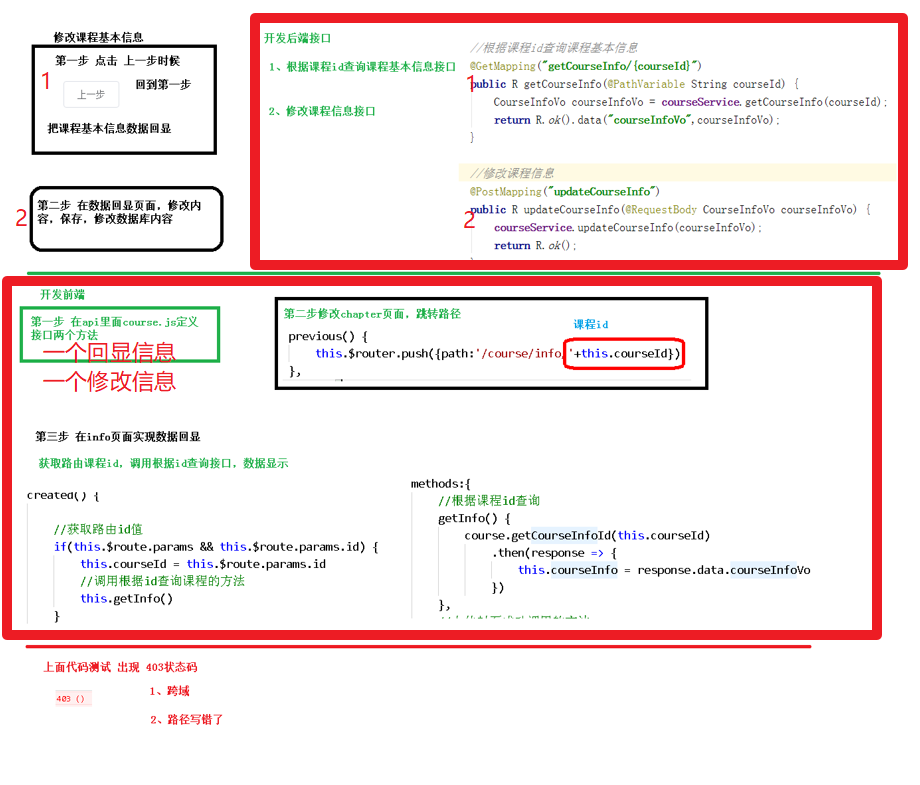 修改课程基本信息
第一步 点击 上一步时候
1
上一步
回到第一步
把课程基本信息数据回显
2
第二步 在数据回显页面，修改内
容，保存，修改数据库内容
开发后端接口
1、根据课程id查询课程基本信息接口
2、修改课程信息接口
//根据课程id查询课程基本信息
@GetMapping("getCourseInfo/{courseId}")
1
public R getCourseInfo(@PathVariable String courseId) {
CourseInfoVo courseInfoVo = courseService.getCourseInfo(courseId);
return R.ok().data("courseInfoVo",courseInfoVo);
}
//修改课程信息
@PostMapping("updateCourseInfo")
2
public R updateCourseInfo(@RequestBody CourseInfoVo courseInfoVo) {
courseService.updateCourseInfo(courseInfoVo);
return R.ok();
开发前端
第一步 在api里面course.js定义
接口两个方法
一个回显信息
一个修改信息
第二步修改chapter页面，跳转路径
课程id
previous() {
this.$router.push({path:'/course/info/'+this.courseId})
},
第三步 在info页面实现数据回显
获取路由课程id，调用根据id查询接口，数据显示
created() {
//获取路由id值
if(this.$route.params && this.$route.params.id) {
this.courseId = this.$route.params.id
//调用根据id查询课程的方法
this.getInfo()
}
methods:{
//根据课程id查询
getInfo() {
course.getCourseInfoId(this.courseId)
.then(response => {
this.courseInfo = response.data.courseInfoVo
})
},
上面代码测试 出现 403状态码
403 ()
1、跨域
2、路径写错了